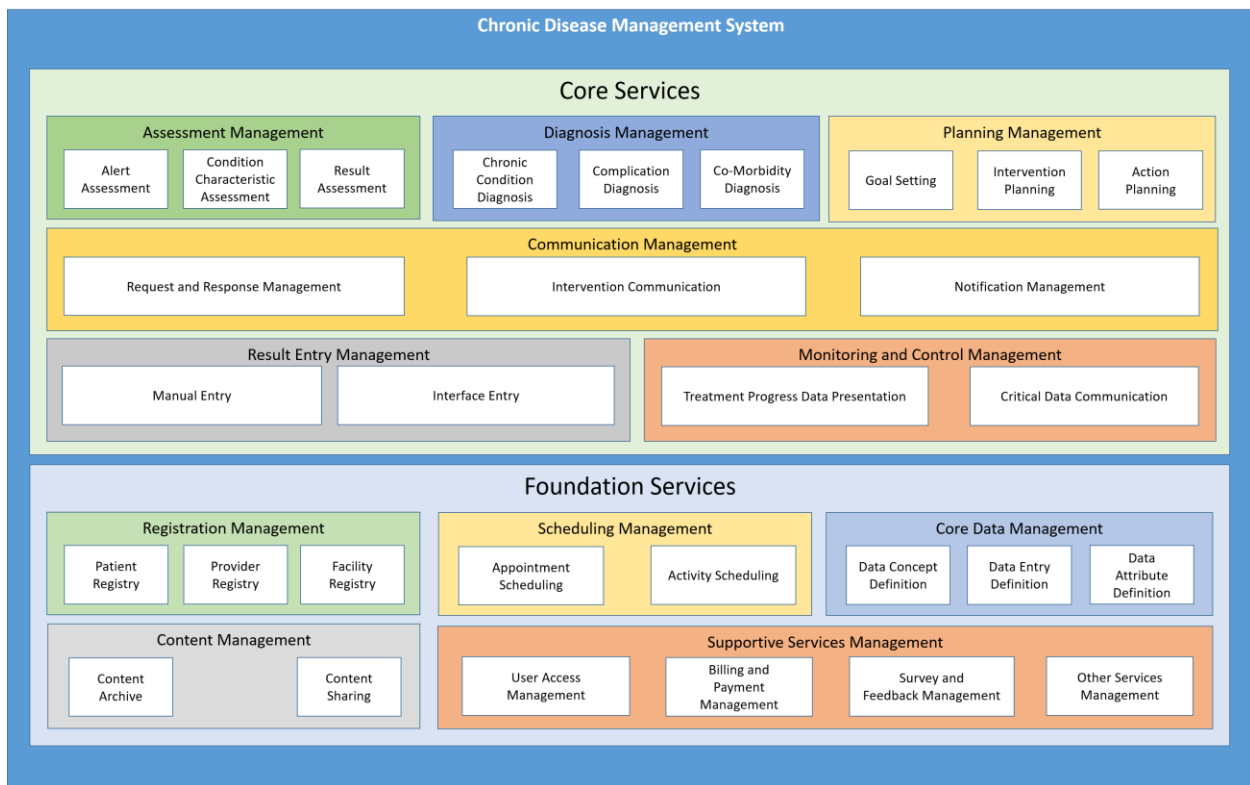 Chronic Disease Management System
Core Services
Assessment Management
Alert
Assessment
Condition
Characteristic
Assessment
Result
Assessment
Diagnosis Management
Chronic
Condition
Diagnosis
Complication
Diagnosis
Co-Morbidity
Diagnosis
Planning Management
Goal Setting
Intervention
Planning
Action
Planning
Communication Management
Request and Response Management
Intervention Communication
Notification Management
Result Entry Management
Manual Entry
Interface Entry
Monitoring and Control Management
Treatment Progress Data Presentation
Critical Data Communication
Foundation Services
Registration Management
Patient
Registry
Provider
Registry
Facility
Registry
Scheduling Management
Appointment
Scheduling
Activity Scheduling
Core Data Management
Data Concept
Definition
Data Entry
Definition
Data
Attribute
Definition
Content Management
Content
Archive
Content
Sharing
Supportive Services Management
User Access
Management
Billing and
Payment
Management
Survey and
Feedback Management
Other Services
Management